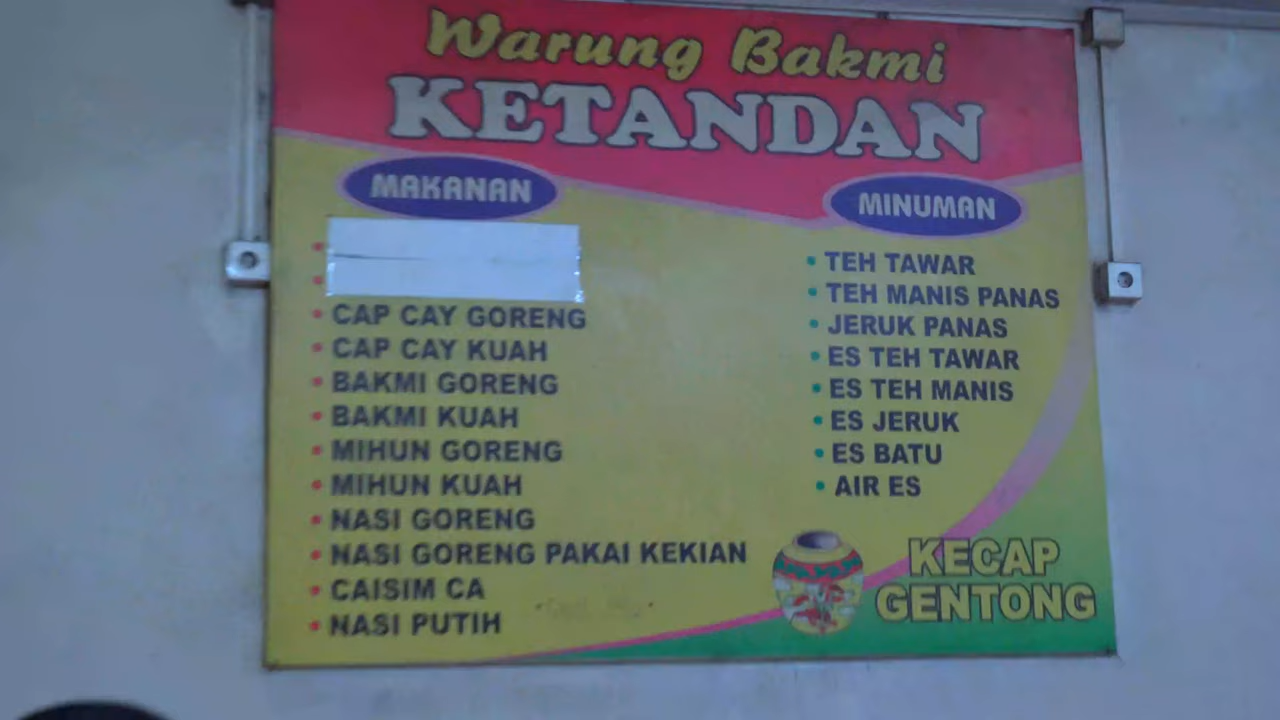 Warung Bakmi
KETANDAN
MAKANAN
CAP CAY GORENG
CAP CAY KUAH
BAKMI GORENG
BAKMI KUAH
MIHUN GORENG
MIHUN KUAH
NASI GORENG
NASI GORENG PAKAI KEKIAN
CAISIM CA
NASI PUTIH
MINUMAN
TEH TAWAR
TEH MANIS PANAS
JERUK PANAS
ES TEH TAWAR
ES TEH MANIS
ES JERUK
ES BATU
AIR ES
KECAP
GENTONG